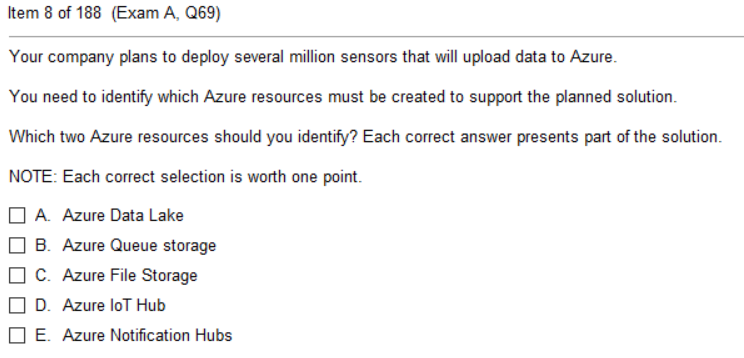 Item 8 of 188 (Exam A, Q69)
Your company plans to deploy several million sensors that will upload data to Azure.
You need to identify which Azure resources must be created to support the planned solution.
Which two Azure resources should you identify? Each correct answer presents part of the solution.
NOTE: Each correct selection is worth one point.
A. Azure Data Lake
B. Azure Queue storage
C. Azure File Storage
D. Azure IoT Hub
E. Azure Notification Hubs